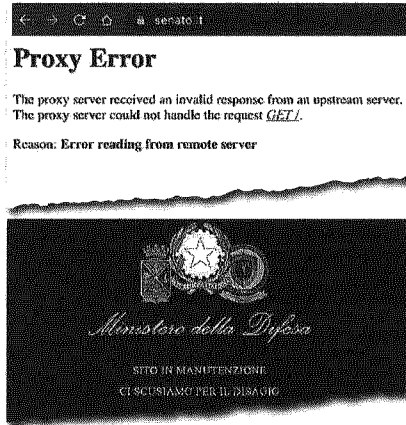 senato.it
Proxy Error
The proxy server received an invalid response from an upstream server.
The proxy server could not handle the request GET /.
Reason: Error reading from remote server
Ministero della Difesa
SITO IN MANUTENZIONE
CI SCUSIAMO PER IL DISAGIO